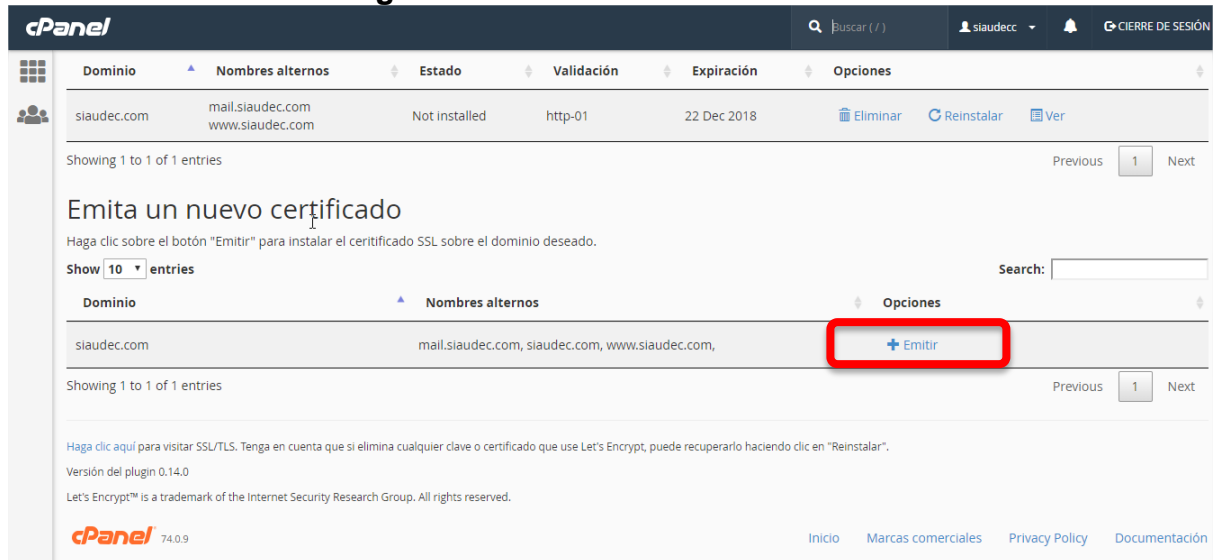 cPanel Buscar ( / ) siaudecc CIERRE DE SESIÓN
Dominio Nombres alternos Estado Validación Expiración Opciones
siaudec.com mail.siaudec.com Not installed http-01 22 Dec 2018 Eliminar Reinstalar Ver
www.siaudec.com
Showing 1 to 1 of 1 entries Previous 1 Next
Emita un nuevo certificado
Haga clic sobre el botón "Emitir" para instalar el ceritificado SSL sobre el dominio deseado.
Show 10 entries Search:
Dominio Nombres alternos Opciones
siaudec.com mail.siaudec.com, siaudec.com, www.siaudec.com, + Emitir
Showing 1 to 1 of 1 entries Previous 1 Next
Haga clic aquí para visitar SSL/TLS. Tenga en cuenta que si elimina cualquier clave o certificado que use Let's Encrypt, puede recuperarlo haciendo clic en "Reinstalar".
Versión del plugin 0.14.0
Let's Encrypt™ is a trademark of the Internet Security Research Group. All rights reserved.
cPanel 74.0.9 Inicio Marcas comerciales Privacy Policy Documentación